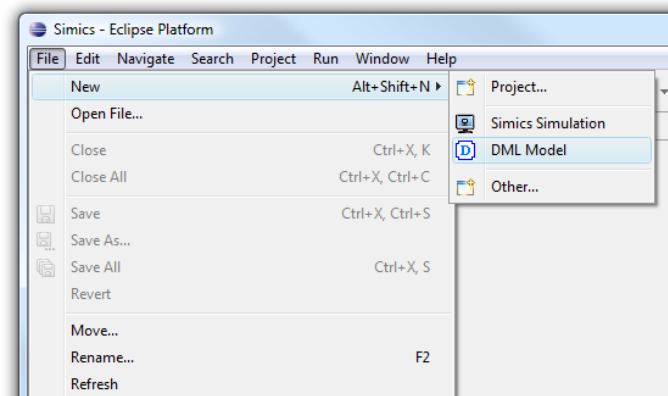 Simics - Eclipse Platform
File Edit Navigate Search Project Run Window Help
New Alt+Shift+N
Open File...
Close Ctrl+X, K
Close All Ctrl+X, Ctrl+C
Save Ctrl+X, Ctrl+S
Save As...
Save All Ctrl+X, S
Revert
Move...
Rename... F2
Refresh
Project...
Simics Simulation
D DML Model
Other...